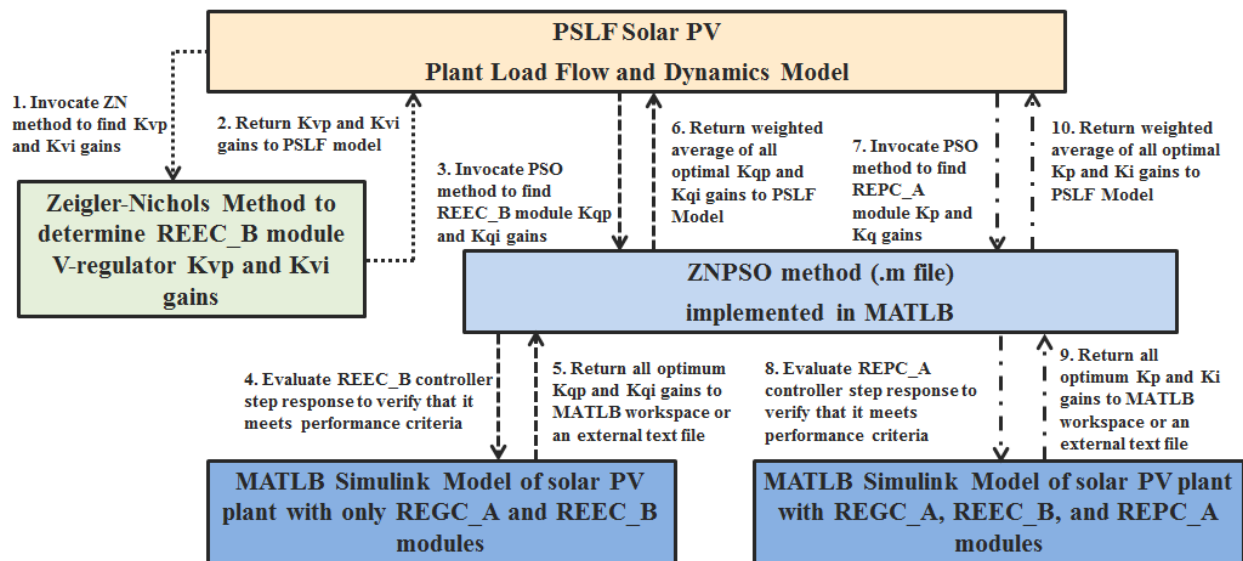 PSLF Solar PV
Plant Load Flow and Dynamics Model
1. Invocate ZN
method to find Kvp
and Kvi gains
2. Return Kvp and Kvi
gains to PSLF model
3. Invocate PSO
method to find
REEC_B module Kqp
and Kqi gains
6. Return weighted
average of all
optimal Kqp and
Kqi gains to PSLF
Model
7. Invocate PSO
method to find
REPC_A
module Kp and
Kq gains
10. Return weighted
average of all optimal
Kp and Ki gains to
PSLF Model
Zeigler-Nichols Method to
determine REEC_B module
V-regulator Kvp and Kvi
gains
ZNPSO method (.m file)
implemented in MATLB
4. Evaluate REEC_B controller
step response to verify that it
meets performance criteria
5. Return all optimum
Kqp and Kqi gains to
MATLB workspace or
an external text file
8. Evaluate REPC_A
controller step response to
verify that it meets
performance criteria
9. Return all
optimum Kp and Ki
gains to MATLB
workspace or an
external text file
MATLB Simulink Model of solar PV
plant with only REGC_A and REEC_B
modules
MATLB Simulink Model of solar PV plant
with REGC_A, REEC_B, and REPC_A
modules